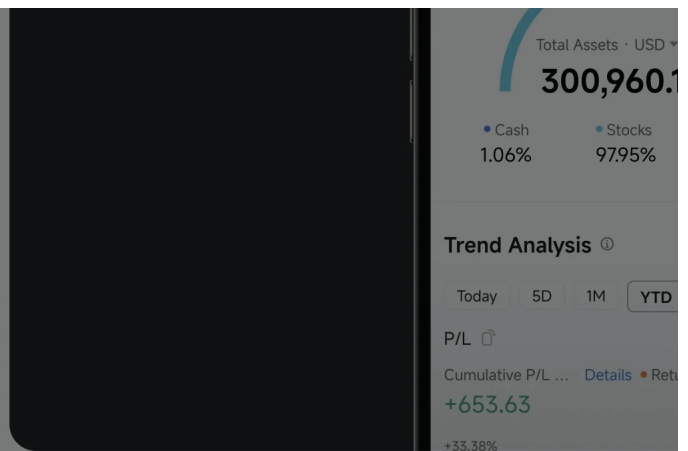 Total Assets · USD
300,960.1
Cash
Stocks
1.06%
97.95%
Trend Analysis
Today 5D 1M YTD
P/L
Cumulative P/L ... Details Retu
+653.63
+33.38%